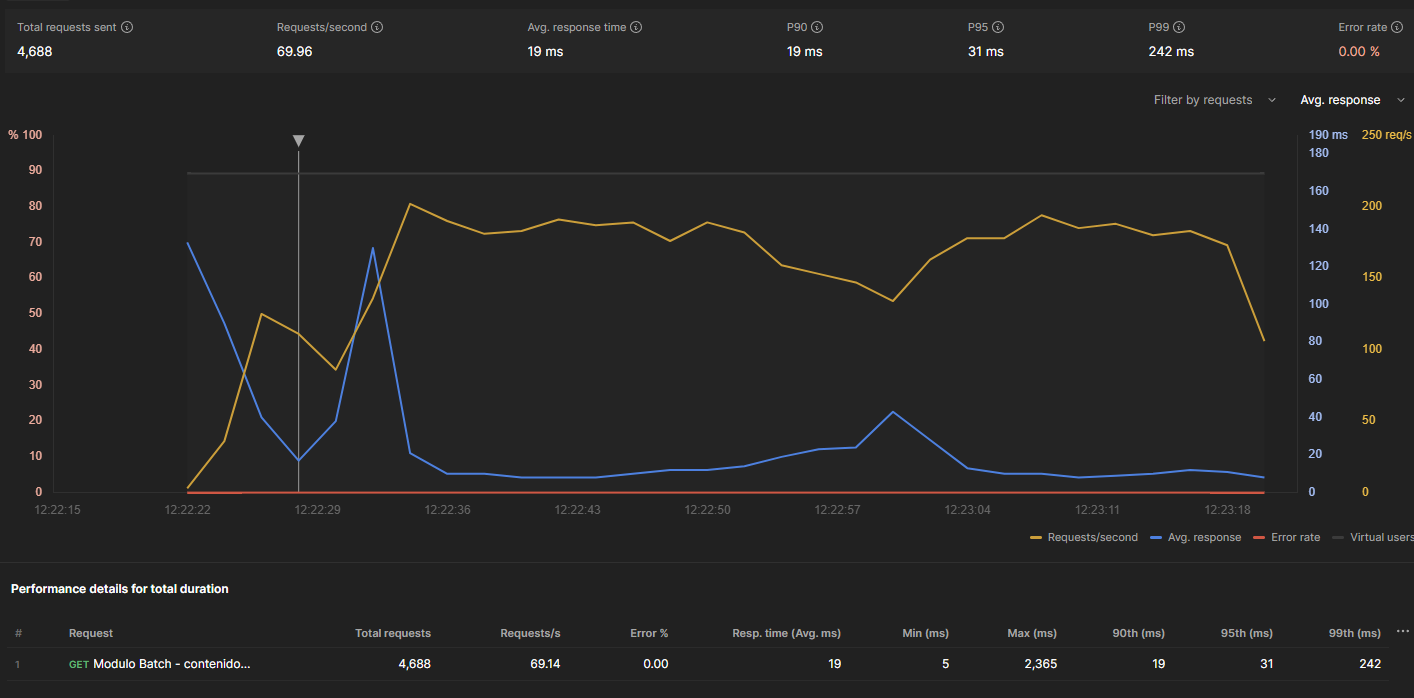 Total requests sent Requests/second Avg. response time P90 P95 P99 Error rate
4,688 69.96 19 ms 19 ms 31 ms 242 ms 0.00 %
Filter by requests Avg. response
% 100 190 ms 250 req/s
180
90
160
80 200
140
70
120
60 150
50 100
40 80 100
30 60
20 40 50
10 20
0 0 0
12:22:15 12:22:22 12:22:29 12:22:36 12:22:43 12:22:50 12:22:57 12:23:04 12:23:11 12:23:18
Requests/second Avg. response Error rate Virtual users
Performance details for total duration
# Request Total requests Requests/s Error % Resp. time (Avg. ms) Min (ms) Max (ms) 90th (ms) 95th (ms) 99th (ms) ...
1 GET Modulo Batch - contenido... 4,688 69.14 0.00 19 5 2,365 19 31 242